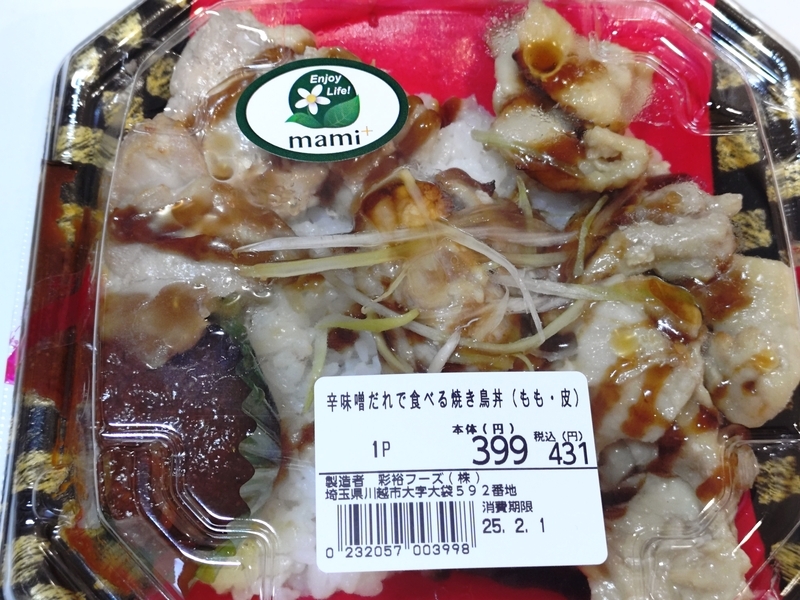 Enjoy
Life!
mami+
辛味噌だれで食べる焼き鳥丼(もも・皮)
本体(円) 税込(円)
1P 399 431
製造者 彩裕フーズ(株)
埼玉県川越市大字大袋592番地
消費期限
25. 2. 1
0 232057 003998